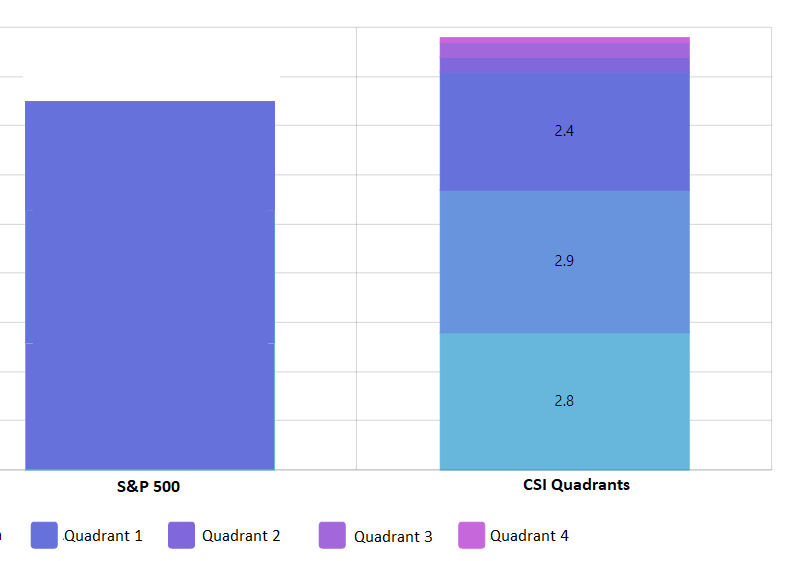 2.4
2.9
2.8
S&P 500
CSI Quadrants
.Quadrant 1
Quadrant 2
Quadrant 3
Quadrant 4